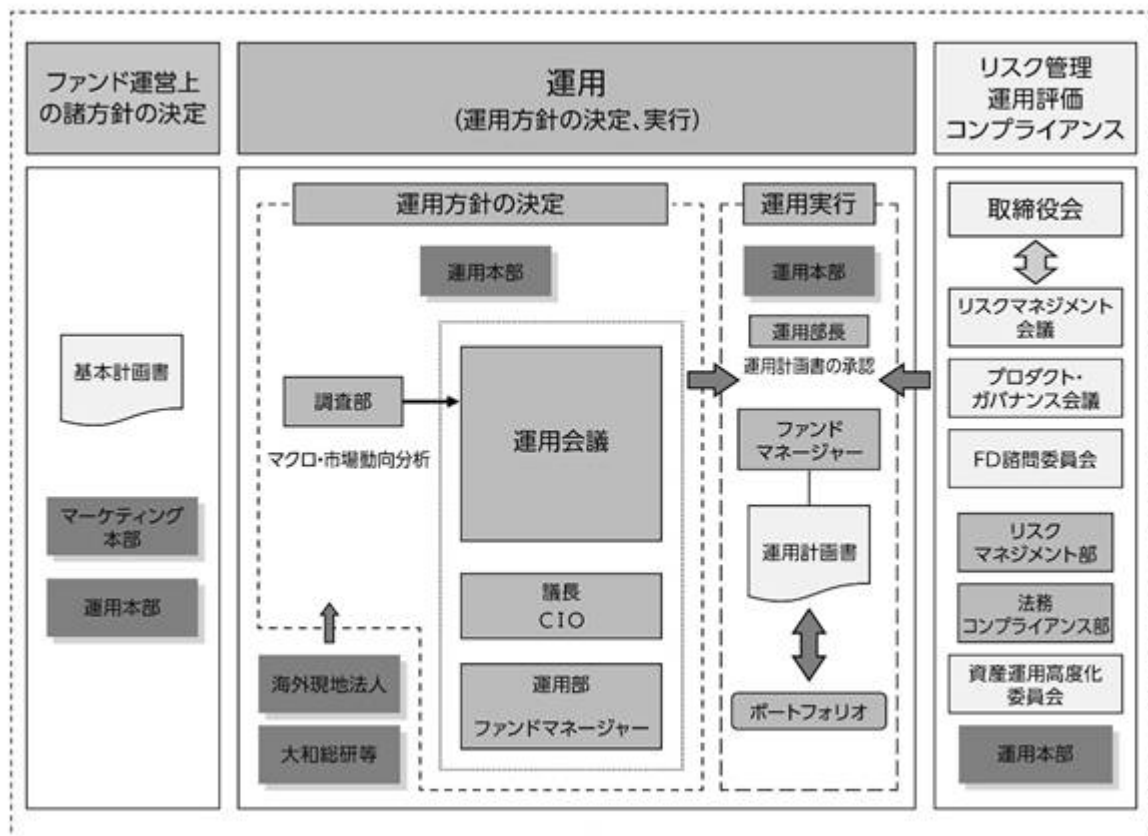 ファンド運営上
の諸方針の決定
運用
(運用方針の決定、実行)
リスク管理
運用評価
コンプライアンス
基本計画書
マーケティング
本部
運用本部
運用方針の決定
運用本部
調査部
マクロ・市場動向分析
運用会議
議長
CIO
運用部
ファンドマネージャー
海外現地法人
大和総研等
運用実行
運用本部
運用部長
運用計画書の承認
ファンド
マネージャー
運用計画書
ポートフォリオ
取締役会
リスクマネジメント
会議
プロダクト・
ガバナンス会議
FD諮問委員会
リスク
マネジメント部
法務
コンプライアンス部
資産運用高度化
委員会
運用本部